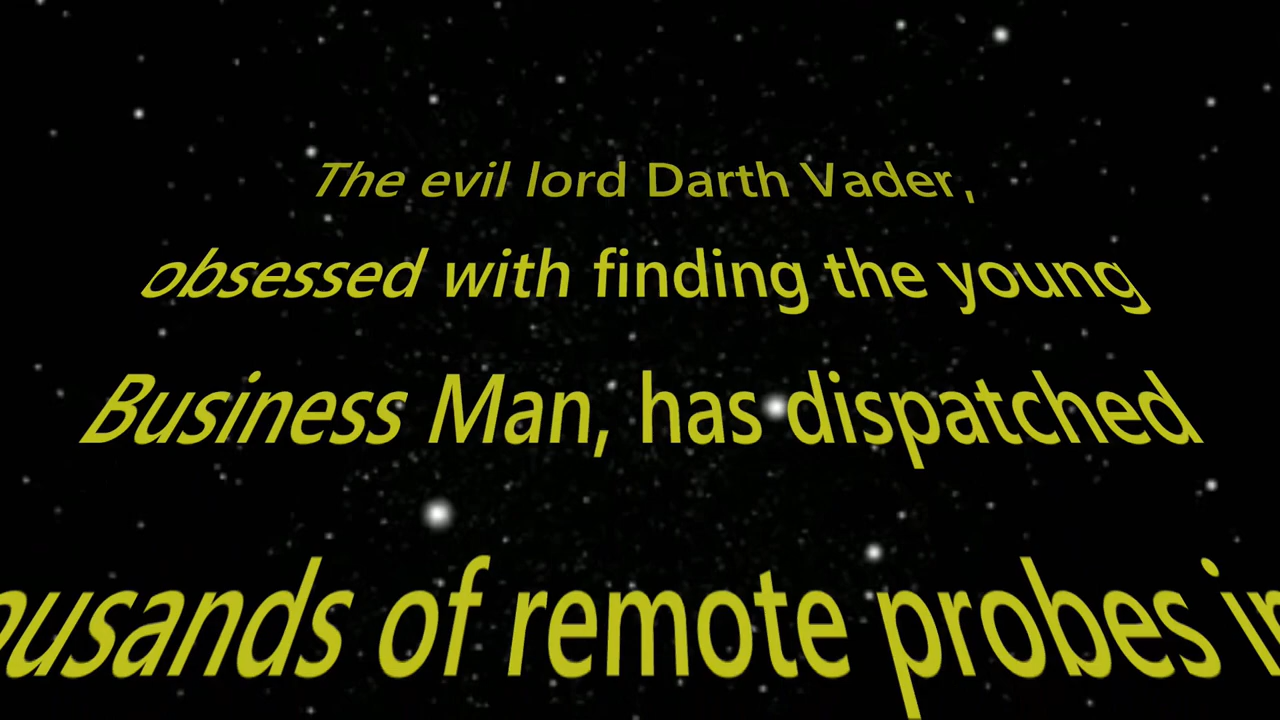 The evil lord Darth Vader,
obsessed with finding the young
Business Man, has dispatched
of remote probes